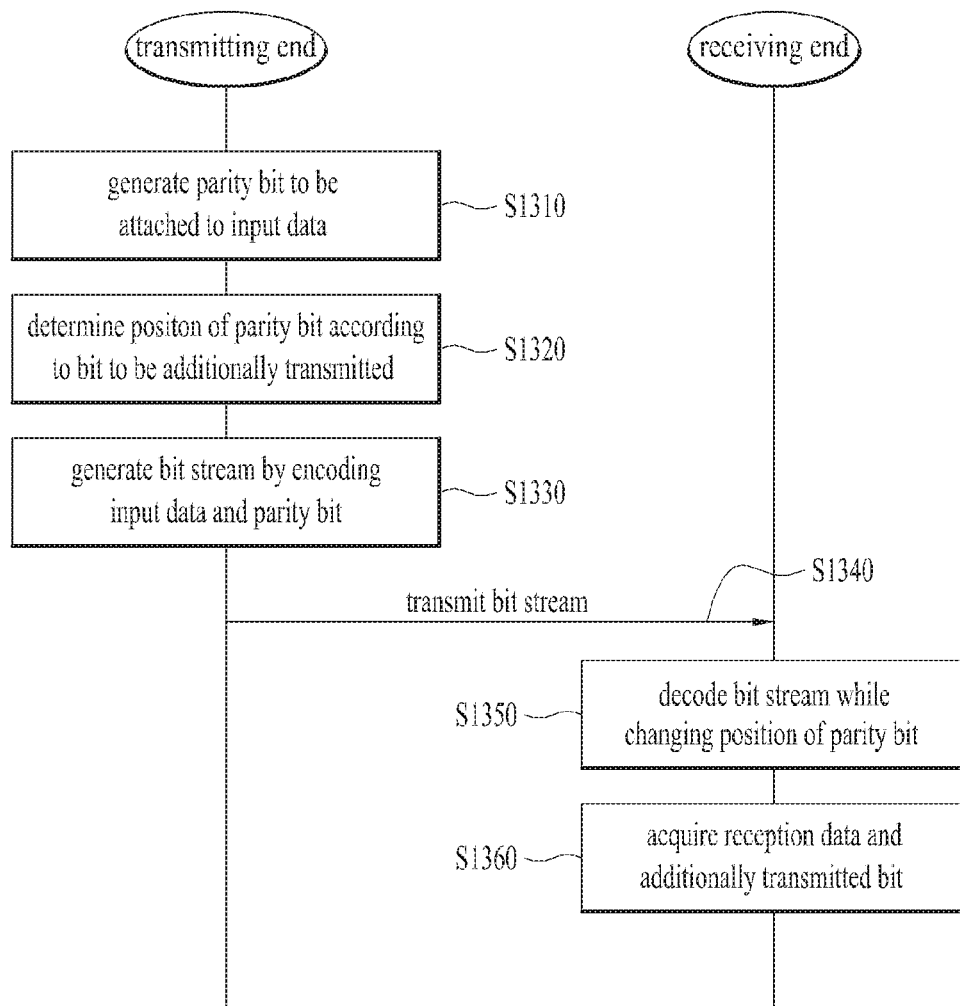 transmitting end
receiving end
generate parity bit to be
attached to input data
S1310
determine positon of parity bit according
to bit to be additionally transmitted
S1320
generate bit stream by encoding
input data and parity bit
S1330
S1340
transmit bit stream
S1350
decode bit stream while
changing position of parity bit
S1360
acquire reception data and
additionally transmitted bit